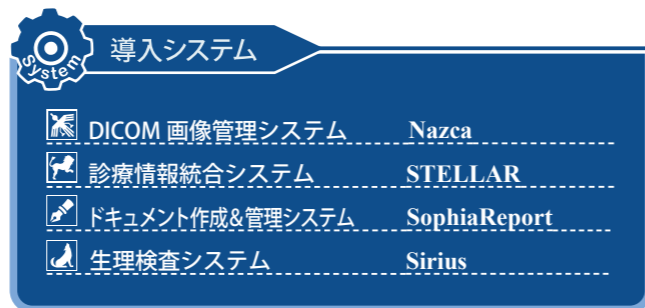 System
導入システム
DICOM 画像管理システム Nazca
診療情報統合システム STELLAR
ドキュメント作成&管理システム SophiaReport
生理検査システム Sirius